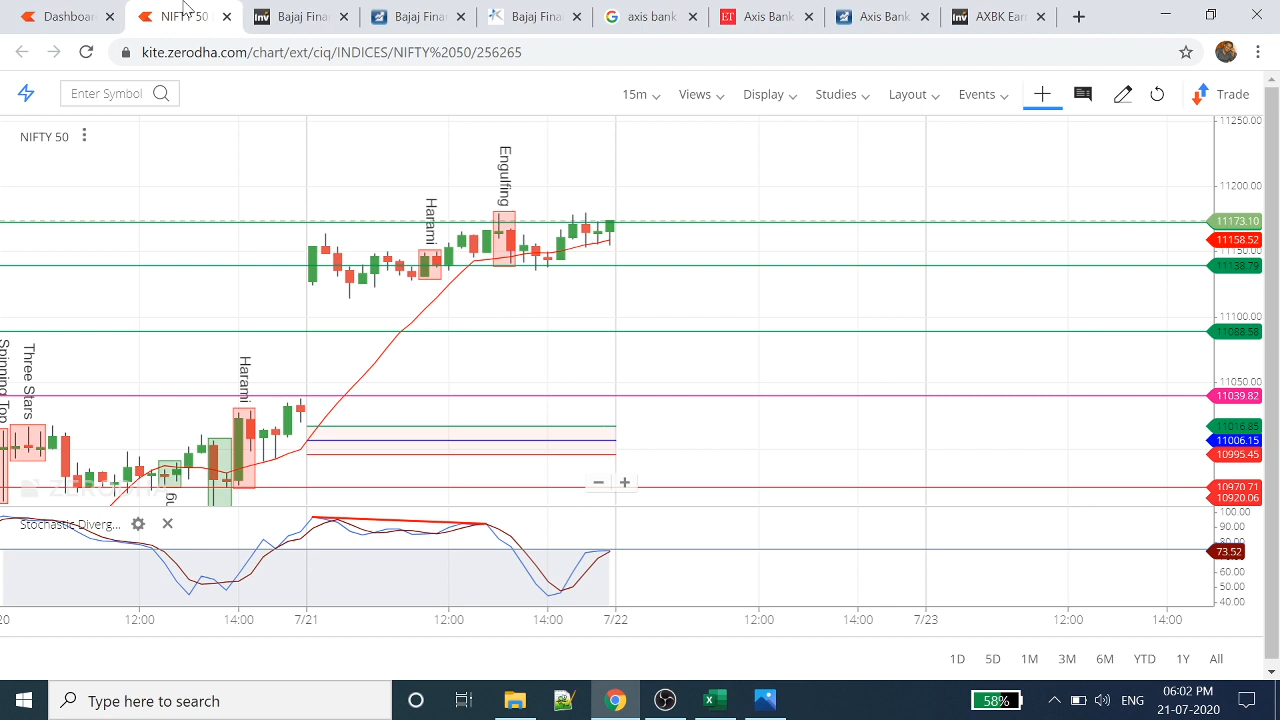 Dashboar
NIFTY 50
Bajaj Finan
Bajaj Finan
Bajaj Finan
axis bank
Axis Bank
Axis Bank
AXBK Earn
kite.zerodha.com/chart/ext/ciq/INDICES/NIFTY%2050/256265
Enter Symbol
15m
Views
Display
Studies
Layout
Events
Trade
NIFTY 50
11250.00
11200.00
11173.10
11158.52
11150.00
11138.79
11100.00
11088.58
11050.00
11039.82
11016.85
11006.15
10995.45
10970.71
10920.06
Spinning Top
Three Stars
Harami
Harami
Engulfing
Stochastic Diverg...
100.00
90.00
80.00
73.52
60.00
50.00
40.00
20
12:00
14:00
7/21
12:00
14:00
7/22
12:00
14:00
7/23
12:00
14:00
1D
5D
1M
3M
6M
YTD
1Y
All
Type here to search
58%
ENG
06:02 PM
21-07-2020